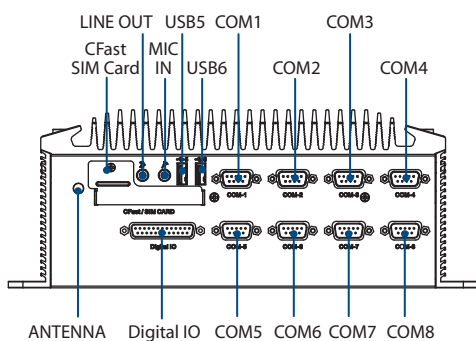 LINE OUT USB5 COM1 COM3
CFast SIM Card MIC IN USB6 COM2 COM4
COM-1 COM-2 COM-3 COM-4
CFast / SIM CARD
Digital IO COM-5 COM-6 COM-7 COM-8
ANTENNA Digital IO COM5 COM6 COM7 COM8